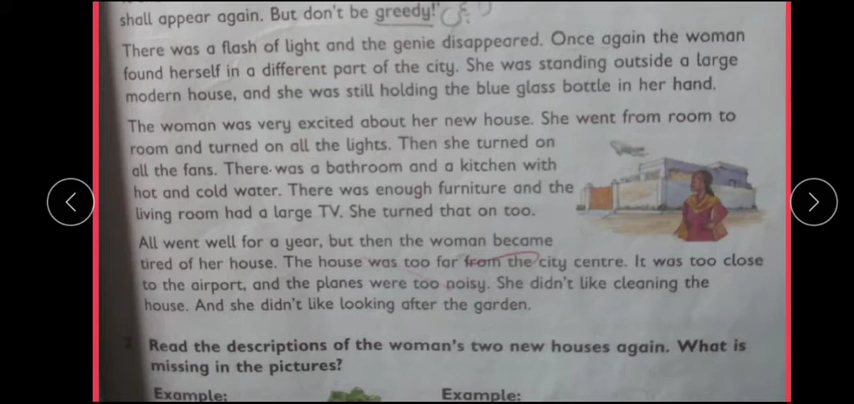 shall appear again. But don't be greedy!'
There was a flash of light and the genie disappeared. Once again the woman
found herself in a different part of the city. She was standing outside a large
modern house, and she was still holding the blue glass bottle in her hand.
The woman was very excited about her new house. She went from room to
room and turned on all the lights. Then she turned on
all the fans. There was a bathroom and a kitchen with
hot and cold water. There was enough furniture and the
living room had a large TV. She turned that on too.
All went well for a year, but then the woman became
tired of her house. The house was too far from the city centre. It was too close
to the airport, and the planes were too noisy. She didn't like cleaning the
house. And she didn't like looking after the garden.
2 Read the descriptions of the woman's two new houses again. What is
missing in the pictures?
Example: Example: